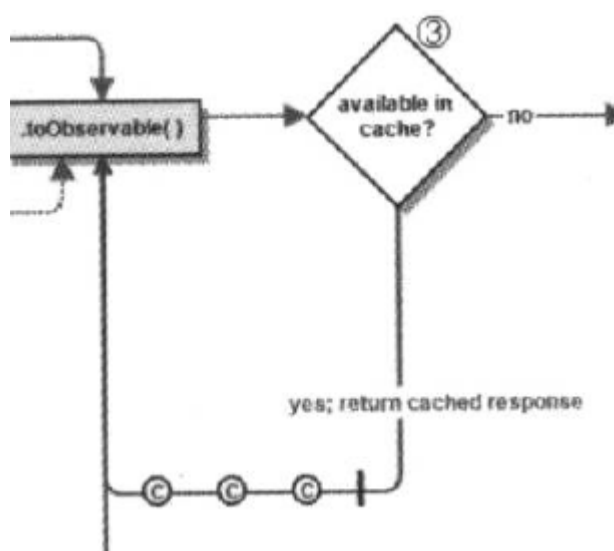 ③
available in
cache?
.toObservable( )
no
yes; return cached response
C C C